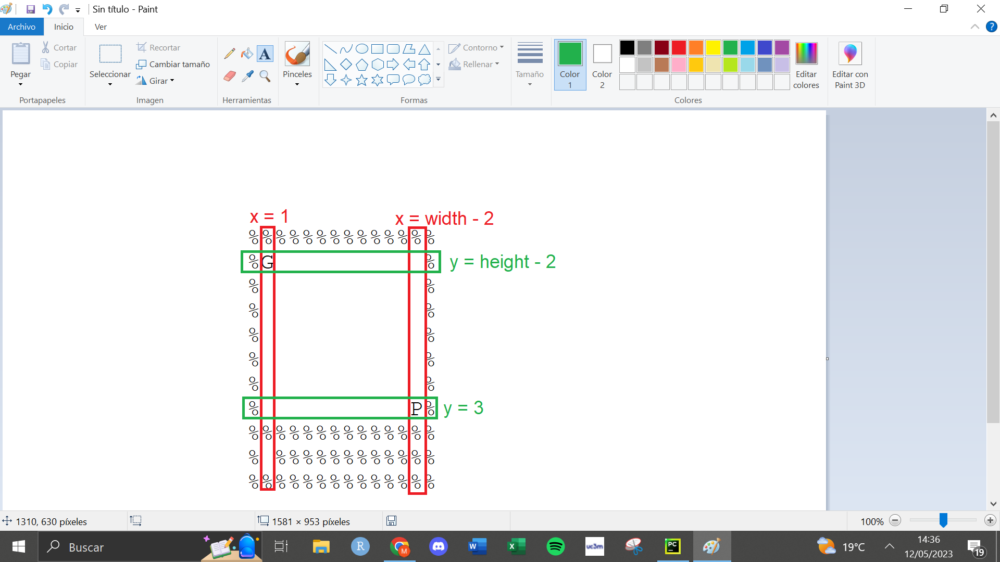 Sin título - Paint
Archivo Inicio Ver
Pegar
Cortar
Copiar
Portapapeles
Seleccionar
Recortar
Cambiar tamaño
Girar
Imagen
A
Herramientas
Pinceles
Contorno
Rellenar
Formas
Tamaño
Color 1
Color 2
Editar colores
Colores
Editar con Paint 3D
x = 1
x = width - 2
%%%%%%%%%%%%%%
%G % y = height - 2
% %
% %
% %
% %
% %
% P% y = 3
%%%%%%%%%%%%%%
% %%%%%%%%%%%%
%%%%%%%%%%%%%%
1310, 630 píxeles
1581 × 953 píxeles
100%
Buscar
R
M
W
X
uc3m
PC
19°C
14:36
12/05/2023
19